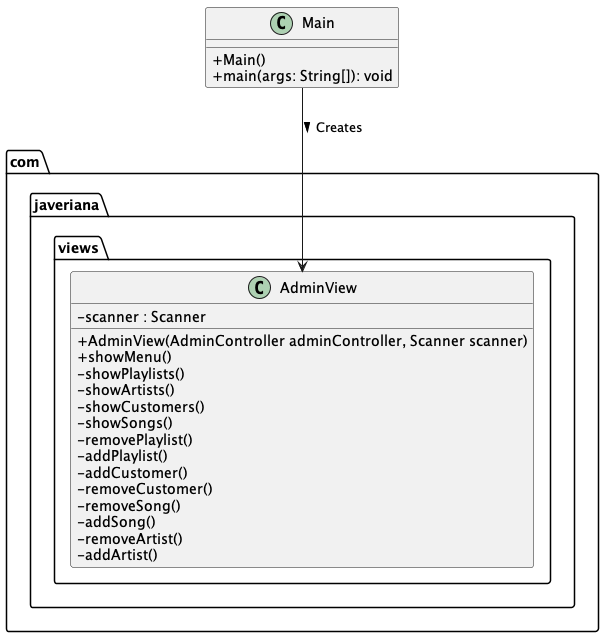 C Main
+Main()
+main(args: String[]): void
Creates
com
javeriana
views
C AdminView
-scanner : Scanner
+AdminView(AdminController adminController, Scanner scanner)
+showMenu()
-showPlaylists()
-showArtists()
-showCustomers()
-showSongs()
-removePlaylist()
-addPlaylist()
-addCustomer()
-removeCustomer()
-removeSong()
-addSong()
-removeArtist()
-addArtist()